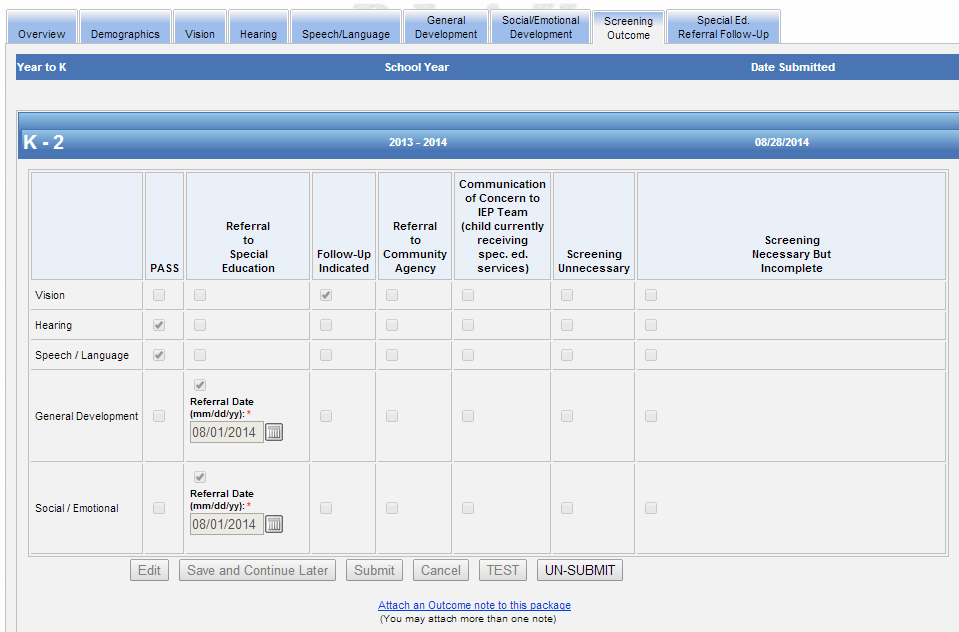 Overview
Demographics
Vision
Hearing
Speech/Language
General
Development
Social/Emotional
Development
Screening
Outcome
Special Ed.
Referral Follow-Up
Year to K
School Year
Date Submitted
K - 2
2013 - 2014
08/28/2014
PASS
Referral
to
Special
Education
Follow-Up
Indicated
Referral
to
Community
Agency
Communication
of Concern to
IEP Team
(child currently
receiving
spec. ed.
services)
Screening
Unnecessary
Screening
Necessary But
Incomplete
Vision
Hearing
Speech / Language
General Development
Referral Date
(mm/dd/yy): *
08/01/2014
Social / Emotional
Referral Date
(mm/dd/yy): *
08/01/2014
Edit
Save and Continue Later
Submit
Cancel
TEST
UN-SUBMIT
Attach an Outcome note to this package
(You may attach more than one note)